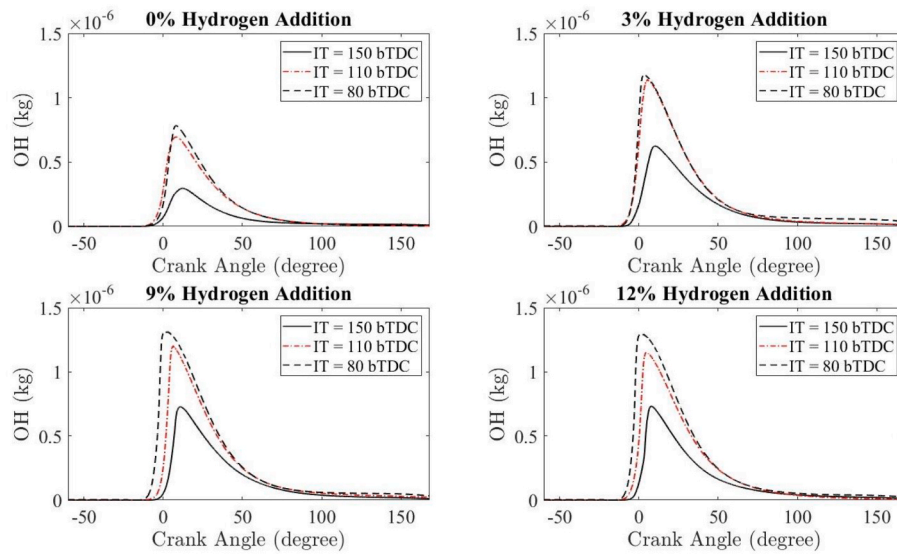 0% Hydrogen Addition
×10⁻⁶
1.5
1
0.5
0
OH (kg)
IT = 150 bTDC
IT = 110 bTDC
IT = 80 bTDC
-50 0 50 100 150
Crank Angle (degree)
3% Hydrogen Addition
×10⁻⁶
1.5
1
0.5
0
OH (kg)
IT = 150 bTDC
IT = 110 bTDC
IT = 80 bTDC
-50 0 50 100 150
Crank Angle (degree)
9% Hydrogen Addition
×10⁻⁶
1.5
1
0.5
0
OH (kg)
IT = 150 bTDC
IT = 110 bTDC
IT = 80 bTDC
-50 0 50 100 150
Crank Angle (degree)
12% Hydrogen Addition
×10⁻⁶
1.5
1
0.5
0
OH (kg)
IT = 150 bTDC
IT = 110 bTDC
IT = 80 bTDC
-50 0 50 100 150
Crank Angle (degree)